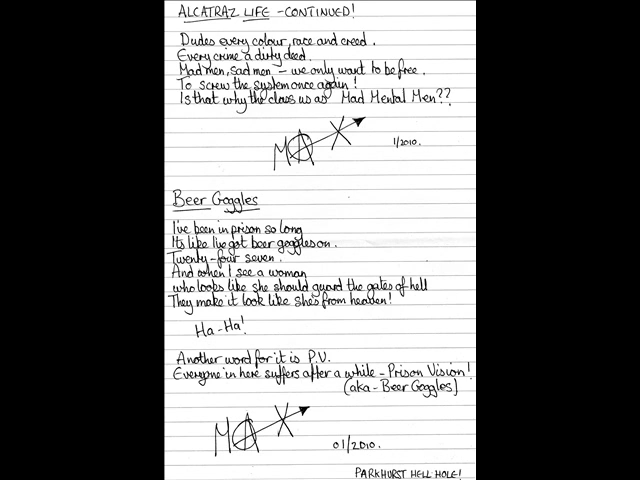 ALCATRAZ LIFE - CONTINUED!
Dudes every colour, race and creed.
Every crime a dirty deed.
Mad men, sad men - we only want to be free.
To screw the system once again!
Is that why the class us as Mad Mental Men??
MAX
1/2010.
Beer Goggles
I've been in prison so long
Its like I've got beer goggles on.
Twenty-four seven.
And when I see a woman
who looks like she should guard the gates of hell
They make it look like shes from heaven!
Ha-Ha!
Another word for it is P.V.
Everyone in here suffers after a while - Prison Vision!
(aka - Beer Goggles)
MAX
01/2010.
PARKHURST HELL HOLE!